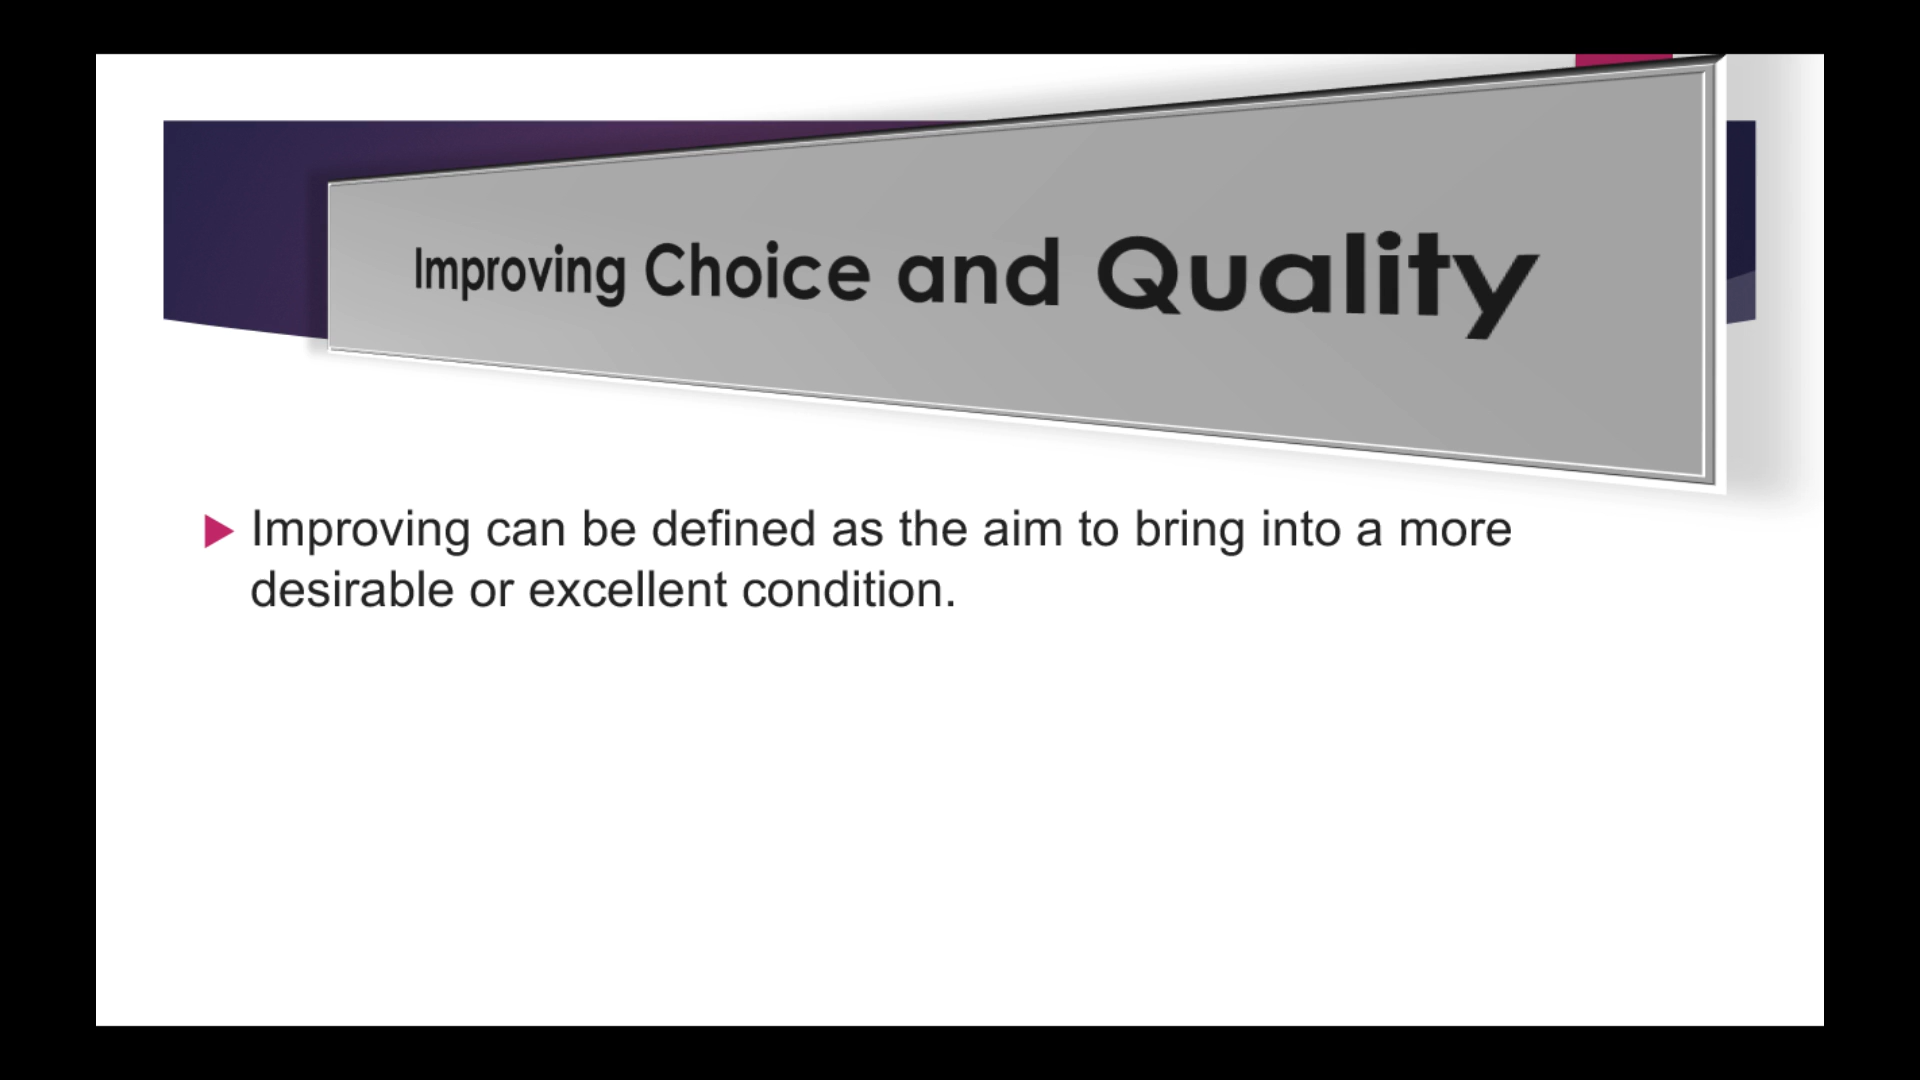 Improving Choice and Quality
Improving can be defined as the aim to bring into a more
desirable or excellent condition.